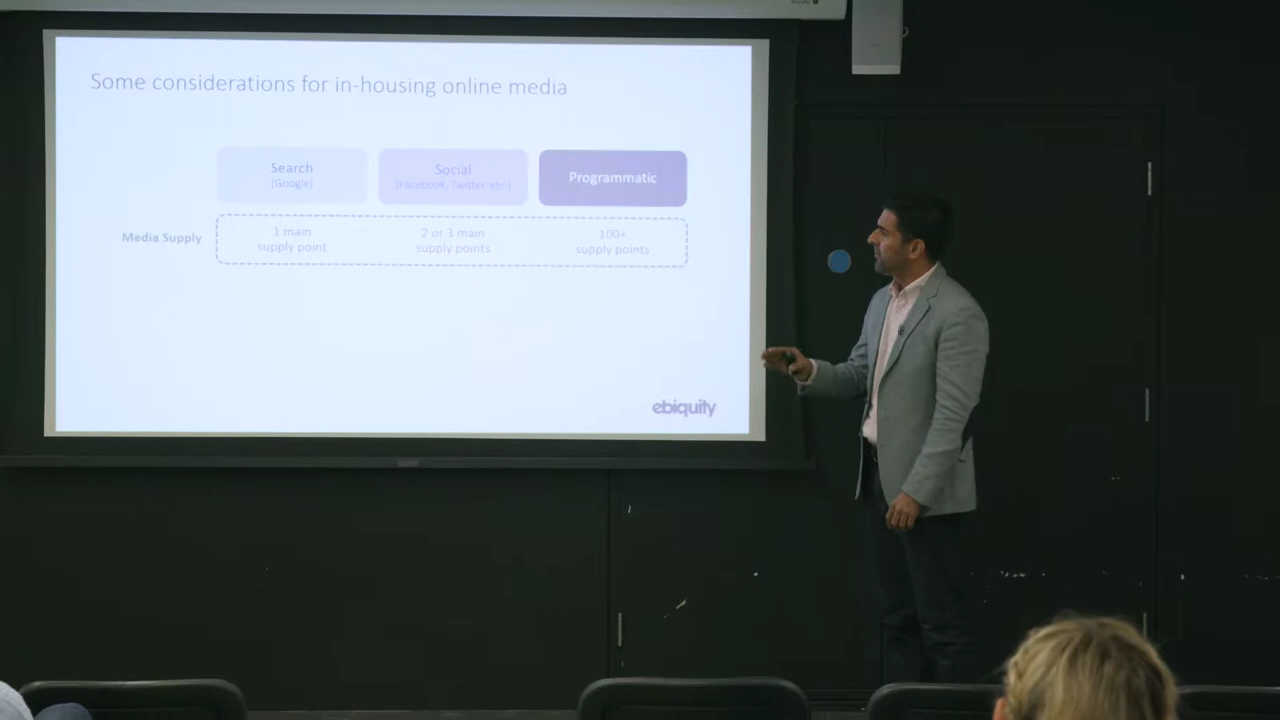 Some considerations for in-housing online media
Search
(Google)
Social
(Facebook, Twitter, etc.)
Programmatic
Media Supply
1 main
supply point
2 or 3 main
supply points
100+
supply points
ebiquity